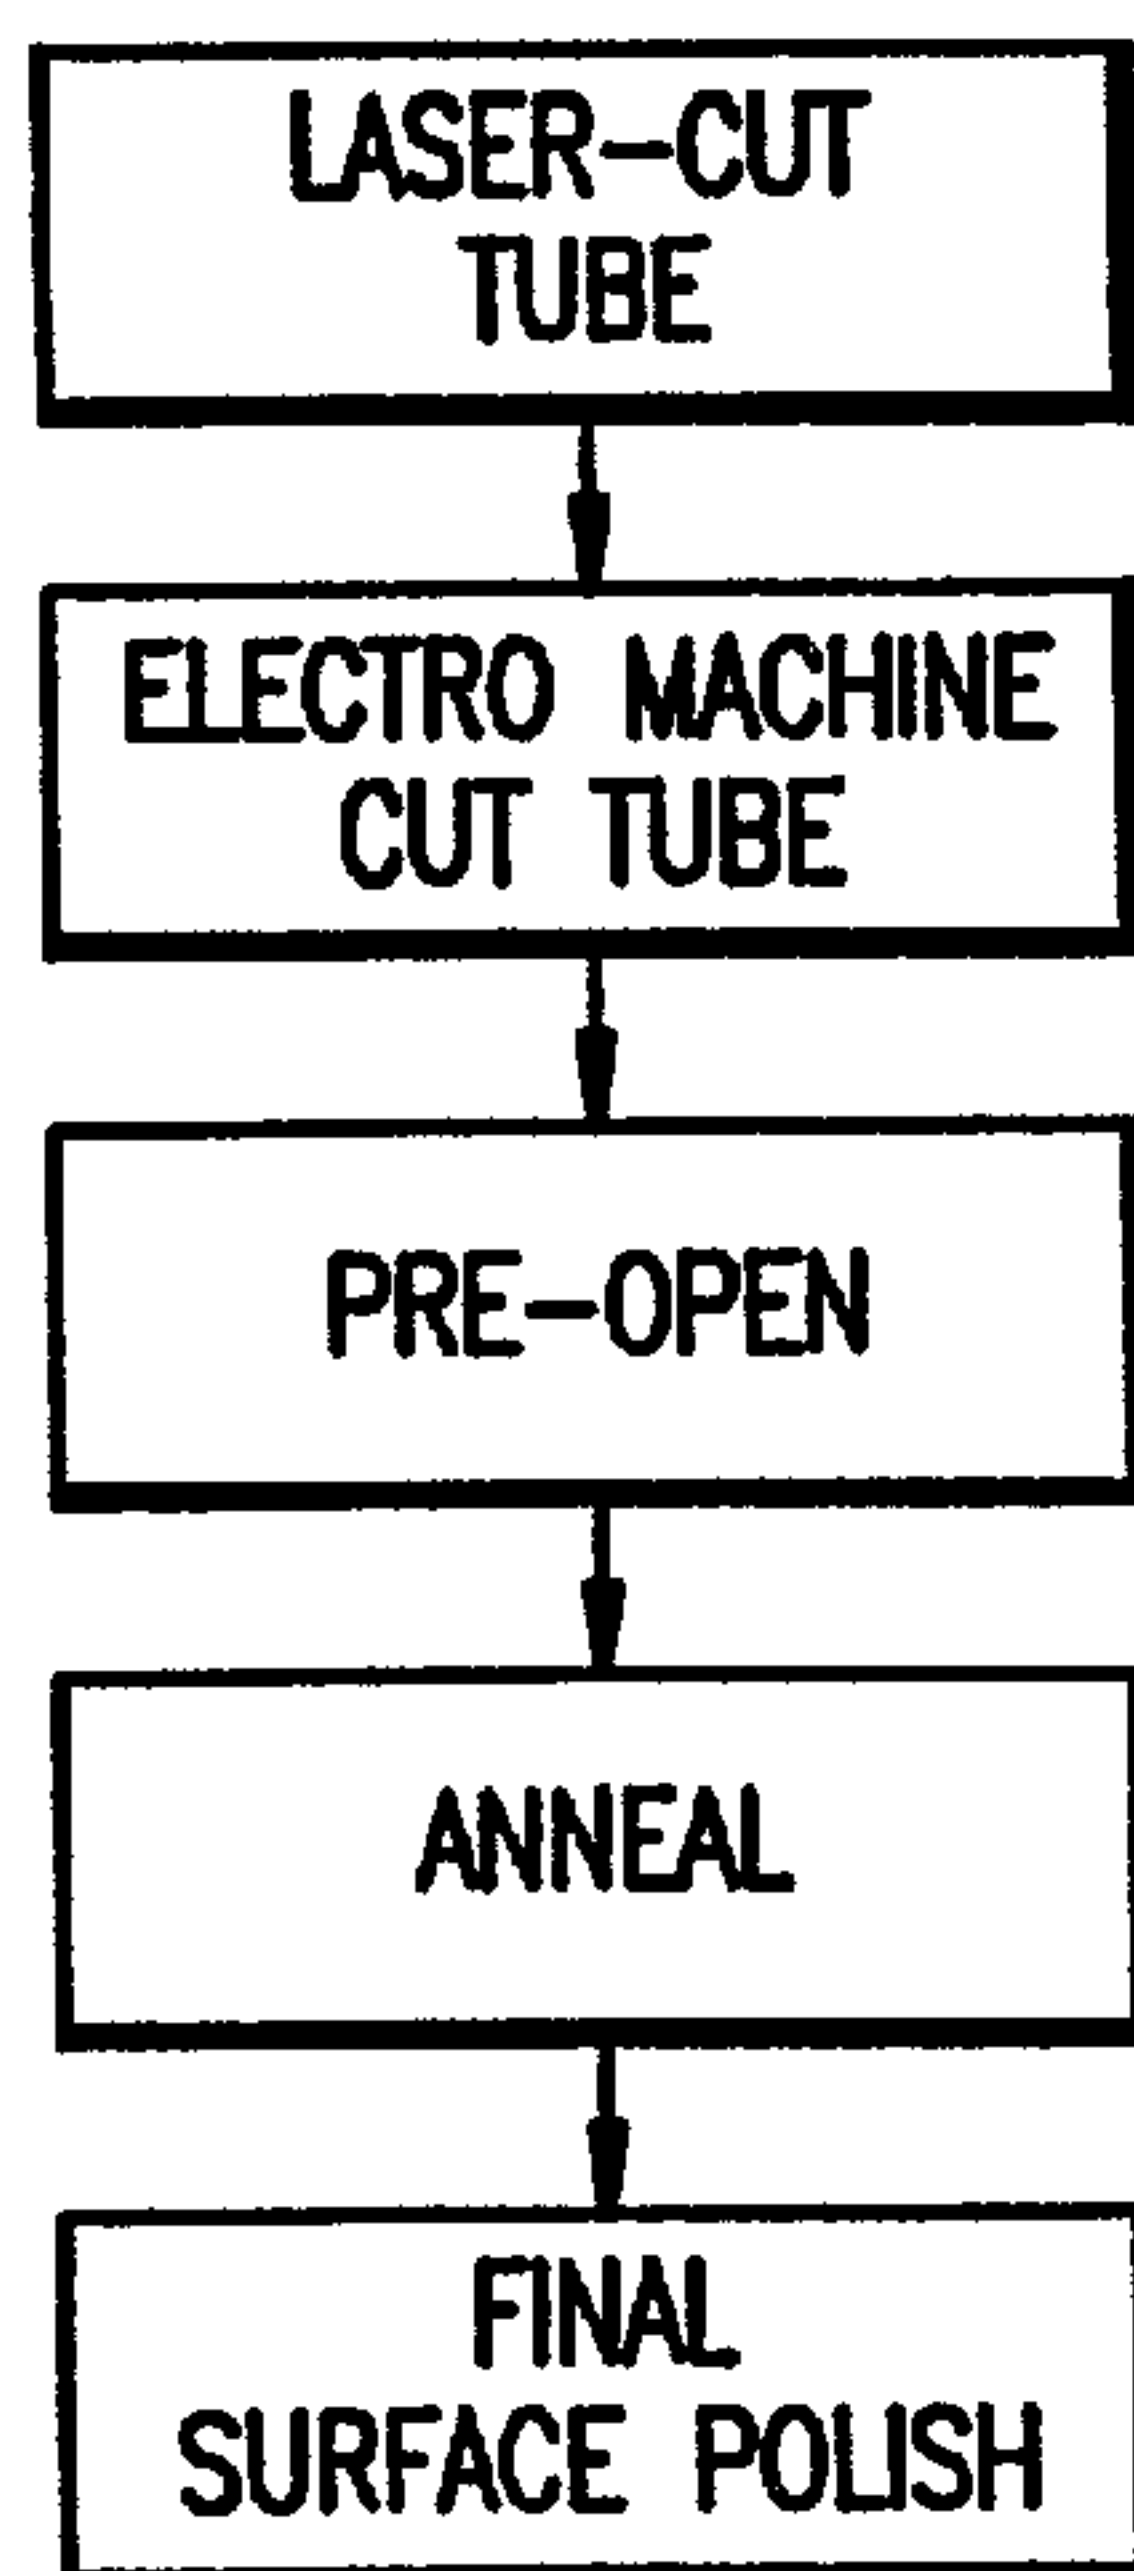 LASER-CUT
TUBE
ELECTRO MACHINE
CUT TUBE
PRE-OPEN
ANNEAL
FINAL
SURFACE POLISH